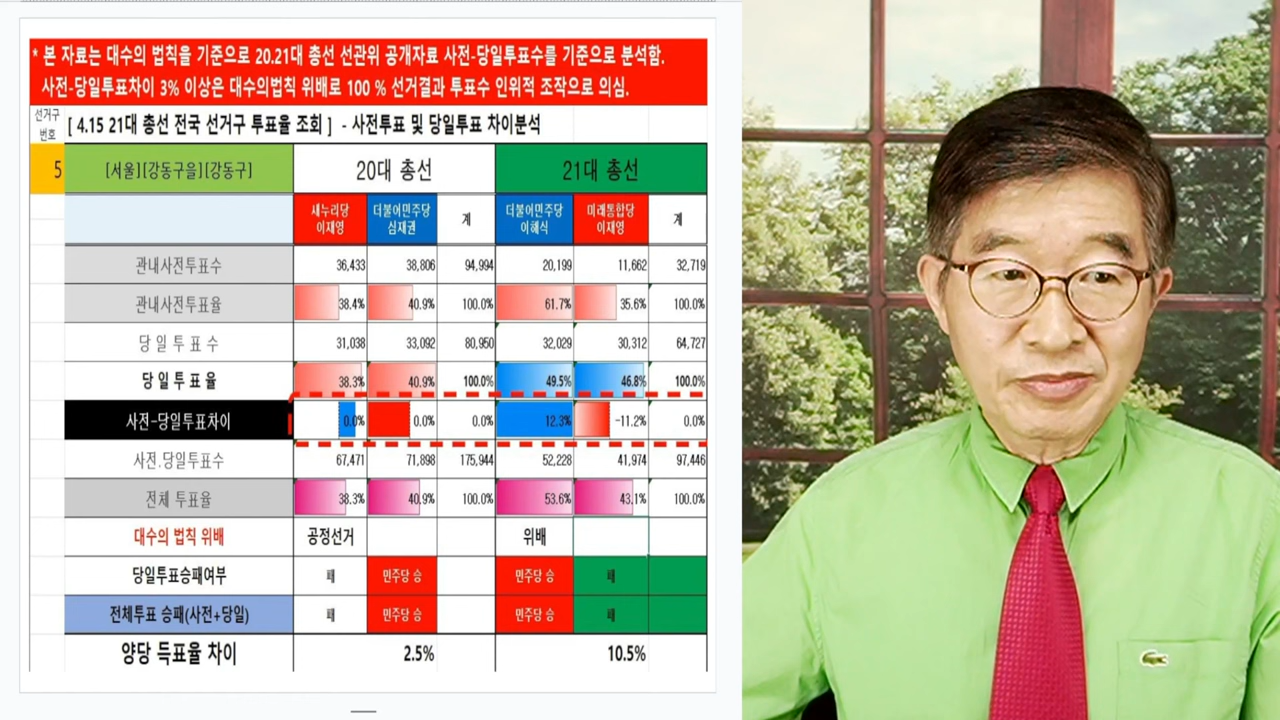 * 본 자료는 대수의 법칙을 기준으로 20.21대 총선 선관위 공개자료 사전-당일투표수를 기준으로 분석함.
사전-당일투표차이 3% 이상은 대수의법칙 위배로 100 % 선거결과 투표수 인위적 조작으로 의심.
선거구 번호 [ 4.15 21대 총선 전국 선거구 투표율 조회 ] - 사전투표 및 당일투표 차이분석
5 [서울][강동구을][강동구] 20대 총선 21대 총선
새누리당 이재영 더불어민주당 심재권 계 더불어민주당 이해식 미래통합당 이재영 계
관내사전투표수 36,433 38,806 94,994 20,199 11,662 32,719
관내사전투표율 38.4% 40.9% 100.0% 61.7% 35.6% 100.0%
당 일 투 표 수 31,038 33,092 80,950 32,029 30,312 64,727
당 일 투 표 율 38.3% 40.9% 100.0% 49.5% 46.8% 100.0%
사전-당일투표차이 0.0% 0.0% 0.0% 12.3% -11.2% 0.0%
사전.당일투표수 67,471 71,898 175,944 52,228 41,974 97,446
전체 투표율 38.3% 40.9% 100.0% 53.6% 43.1% 100.0%
대수의 법칙 위배 공정선거 위배
당일투표승패여부 패 민주당 승 민주당 승 패
전체투표 승패(사전+당일) 패 민주당 승 민주당 승 패
양당 득표율 차이 2.5% 10.5%